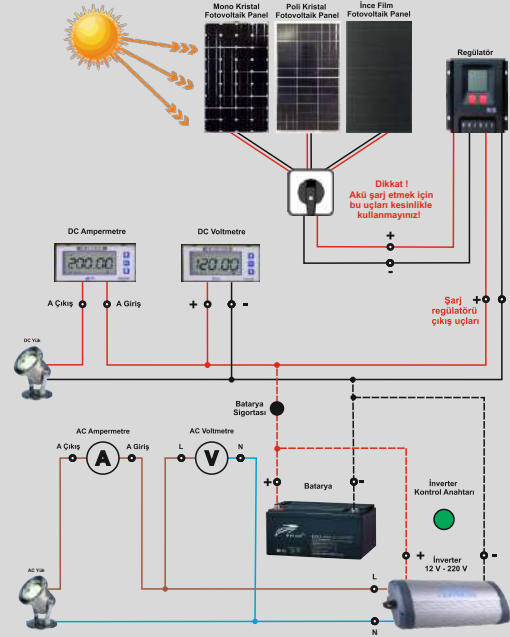 Mono Kristal
Fotovoltaik Panel
Poli Kristal
Fotovoltaik Panel
İnce Film
Fotovoltaik Panel
Regülatör
Dikkat !
Akü şarj etmek için
bu uçları kesinlikle
kullanmayınız!
+
-
DC Ampermetre
DC Voltmetre
200.00
120.00
A Çıkış
A Giriş
+
-
+
-
Şarj
regülatörü
çıkış uçları
DC Yük
Batarya
Sigortası
AC Ampermetre
AC Voltmetre
A Çıkış
A Giriş
L
N
A
V
+
Batarya
-
İnverter
Kontrol Anahtarı
+
İnverter
12 V - 220 V
-
AC Yük
L
N